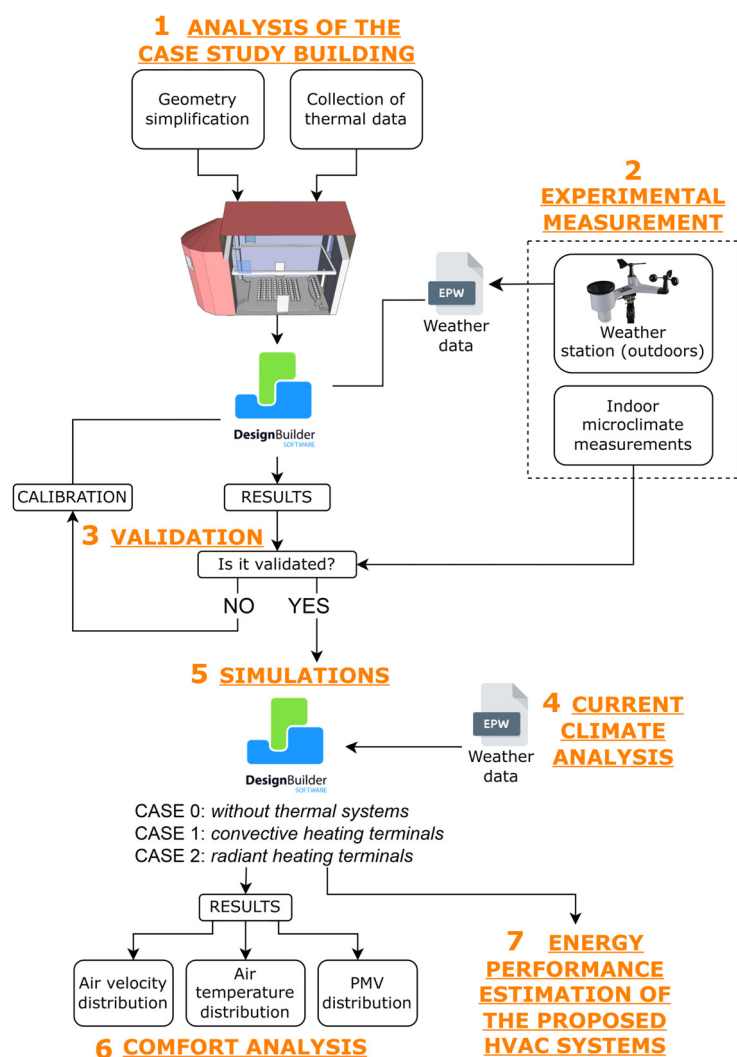 1 ANALYSIS OF THE
CASE STUDY BUILDING
Geometry
simplification
Collection of
thermal data
2
EXPERIMENTAL
MEASUREMENT
EPW
Weather
data
Weather
station (outdoors)
Indoor
microclimate
measurements
DesignBuilder
SOFTWARE
CALIBRATION
RESULTS
3 VALIDATION
Is it validated?
NO
YES
5 SIMULATIONS
4 CURRENT
CLIMATE
ANALYSIS
EPW
Weather
data
DesignBuilder
SOFTWARE
CASE 0: without thermal systems
CASE 1: convective heating terminals
CASE 2: radiant heating terminals
RESULTS
Air velocity
distribution
Air
temperature
distribution
PMV
distribution
6 COMFORT ANALYSIS
7 ENERGY
PERFORMANCE
ESTIMATION OF
THE PROPOSED
HVAC SYSTEMS